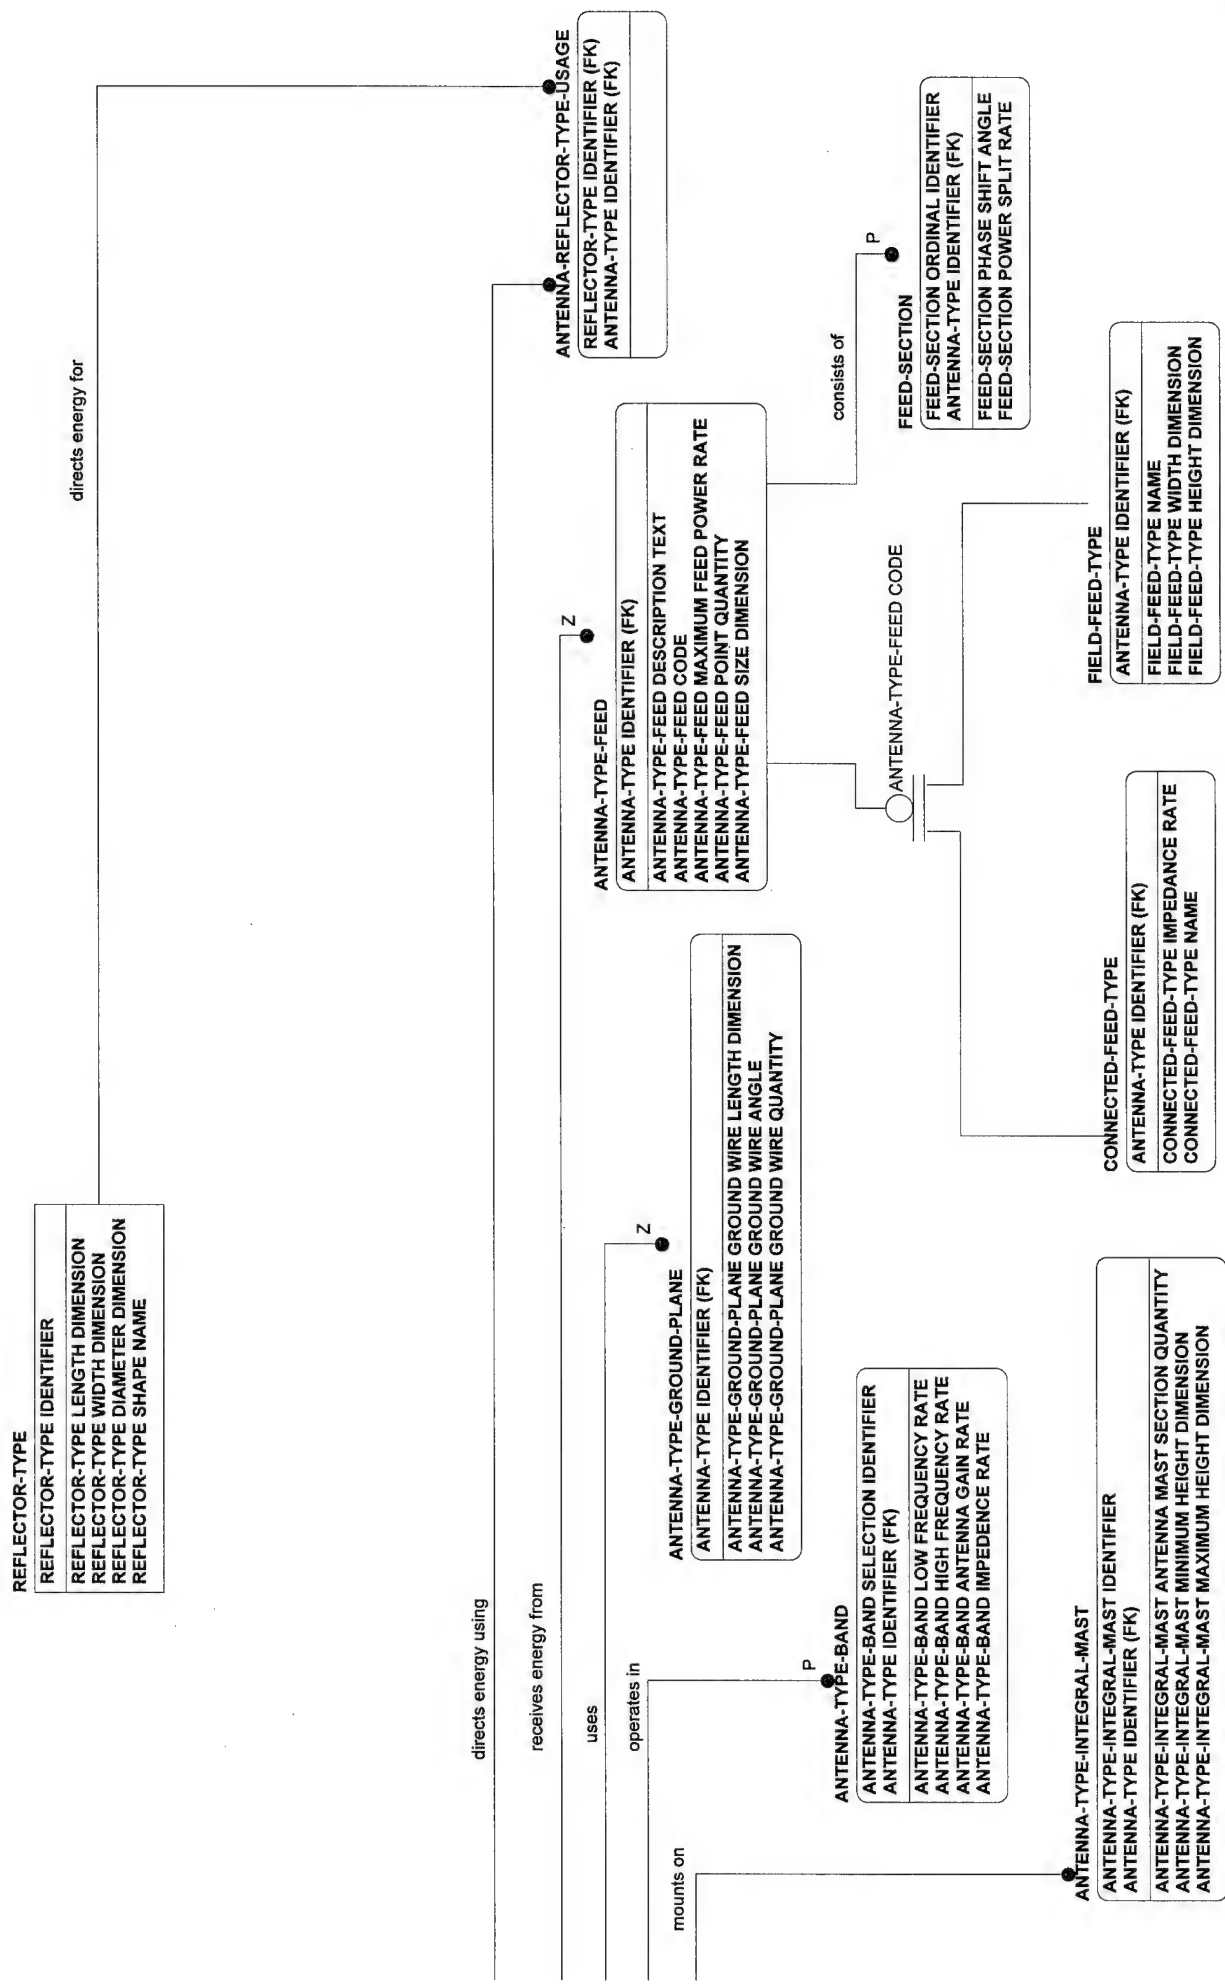 REFLECTOR-TYPE
REFLECTOR-TYPE IDENTIFIER
REFLECTOR-TYPE LENGTH DIMENSION
REFLECTOR-TYPE WIDTH DIMENSION
REFLECTOR-TYPE DIAMETER DIMENSION
REFLECTOR-TYPE SHAPE NAME
directs energy for
directs energy using
receives energy from
uses
operates in
mounts on
ANTENNA-REFLECTOR-TYPE-USAGE
REFLECTOR-TYPE IDENTIFIER (FK)
ANTENNA-TYPE IDENTIFIER (FK)
Z
ANTENNA-TYPE-FEED
ANTENNA-TYPE IDENTIFIER (FK)
ANTENNA-TYPE-FEED DESCRIPTION TEXT
ANTENNA-TYPE-FEED CODE
ANTENNA-TYPE-FEED MAXIMUM FEED POWER RATE
ANTENNA-TYPE-FEED POINT QUANTITY
ANTENNA-TYPE-FEED SIZE DIMENSION
Z
ANTENNA-TYPE-GROUND-PLANE
ANTENNA-TYPE IDENTIFIER (FK)
ANTENNA-TYPE-GROUND-PLANE GROUND WIRE LENGTH DIMENSION
ANTENNA-TYPE-GROUND-PLANE GROUND WIRE ANGLE
ANTENNA-TYPE-GROUND-PLANE GROUND WIRE QUANTITY
consists of
P
FEED-SECTION
FEED-SECTION ORDINAL IDENTIFIER
ANTENNA-TYPE IDENTIFIER (FK)
FEED-SECTION PHASE SHIFT ANGLE
FEED-SECTION POWER SPLIT RATE
P
ANTENNA-TYPE-BAND
ANTENNA-TYPE-BAND SELECTION IDENTIFIER
ANTENNA-TYPE IDENTIFIER (FK)
ANTENNA-TYPE-BAND LOW FREQUENCY RATE
ANTENNA-TYPE-BAND HIGH FREQUENCY RATE
ANTENNA-TYPE-BAND ANTENNA GAIN RATE
ANTENNA-TYPE-BAND IMPEDENCE RATE
ANTENNA-TYPE-FEED CODE
ANTENNA-TYPE-INTEGRAL-MAST
ANTENNA-TYPE-INTEGRAL-MAST IDENTIFIER
ANTENNA-TYPE IDENTIFIER (FK)
ANTENNA-TYPE-INTEGRAL-MAST ANTENNA MAST SECTION QUANTITY
ANTENNA-TYPE-INTEGRAL-MAST MINIMUM HEIGHT DIMENSION
ANTENNA-TYPE-INTEGRAL-MAST MAXIMUM HEIGHT DIMENSION
CONNECTED-FEED-TYPE
ANTENNA-TYPE IDENTIFIER (FK)
CONNECTED-FEED-TYPE IMPEDANCE RATE
CONNECTED-FEED-TYPE NAME
FIELD-FEED-TYPE
ANTENNA-TYPE IDENTIFIER (FK)
FIELD-FEED-TYPE NAME
FIELD-FEED-TYPE WIDTH DIMENSION
FIELD-FEED-TYPE HEIGHT DIMENSION